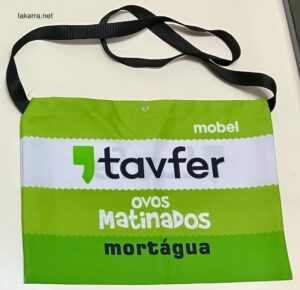 lakarra.net
mobel
tavfer
ovos
Matinados
mortágua